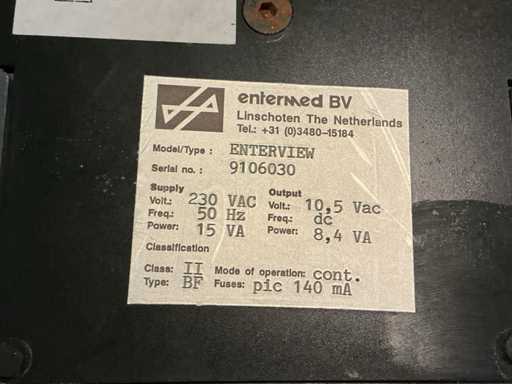 entermed BV
Linschoten The Netherlands
Tel.: +31 (0)3480-15184
Model/Type : ENTERVIEW
Serial no. : 9106030
Supply Output
Volt.: 230 VAC Volt.: 10,5 Vac
Freq.: 50 Hz Freq.: dc
Power: 15 VA Power: 8,4 VA
Classification
Class: II Mode of operation: cont.
Type: BF Fuses: pic 140 mA